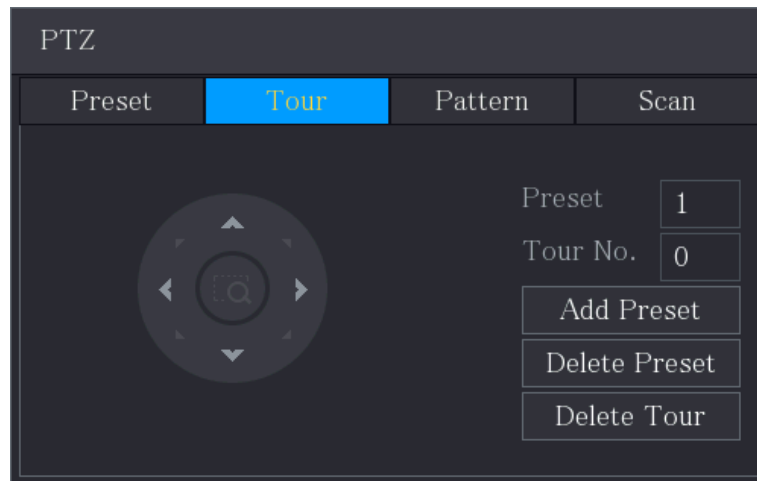 PTZ
Preset Tour Pattern Scan
Preset 1
Tour No. 0
Add Preset
Delete Preset
Delete Tour